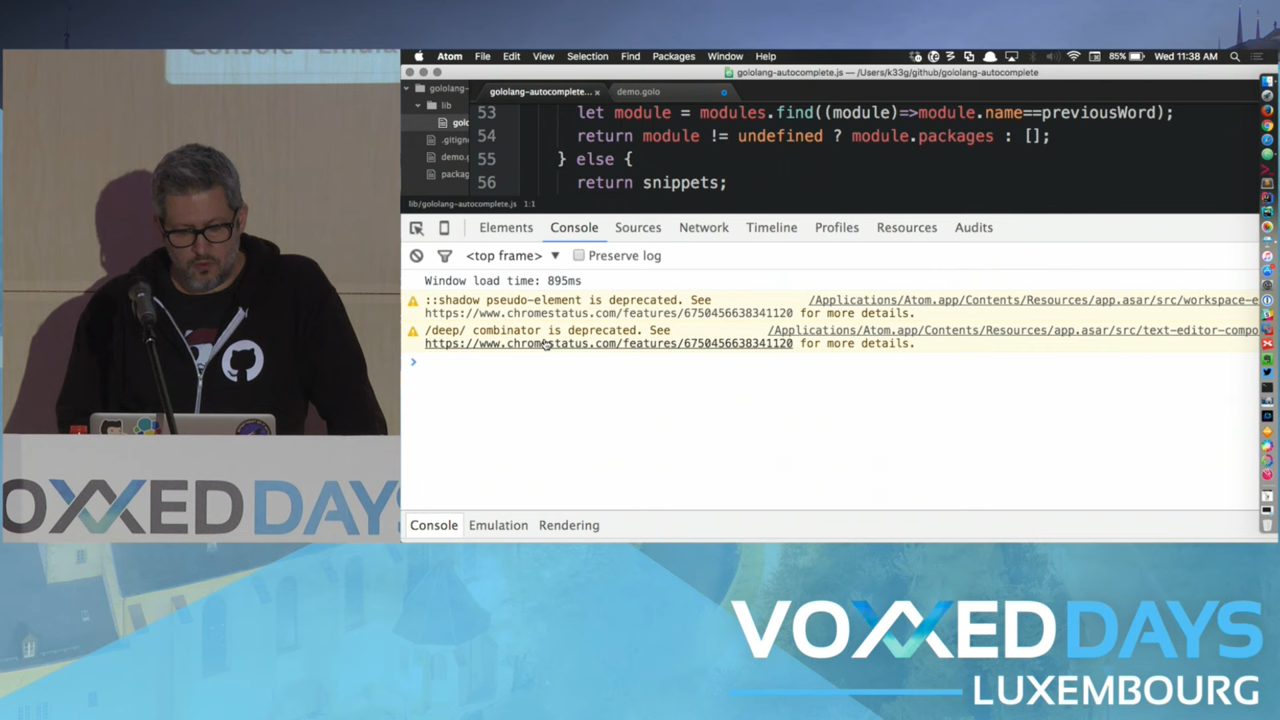 Atom File Edit View Selection Find Packages Window Help 85% Wed 11:38 AM
gololang-autocomplete.js — /Users/k33g/github/gololang-autocomplete
gololang-
lib
golo
.gitigno
demo.g
packag
gololang-autocomplete... × demo.golo
53 let module = modules.find((module)=>module.name==previousWord);
54 return module != undefined ? module.packages : [];
55 } else {
56 return snippets;
lib/gololang-autocomplete.js 1:1
Elements Console Sources Network Timeline Profiles Resources Audits
<top frame> ▼ Preserve log
Window load time: 895ms
::shadow pseudo-element is deprecated. See /Applications/Atom.app/Contents/Resources/app.asar/src/workspace-e
https://www.chromestatus.com/features/6750456638341120 for more details.
/deep/ combinator is deprecated. See /Applications/Atom.app/Contents/Resources/app.asar/src/text-editor-compo
https://www.chromestatus.com/features/6750456638341120 for more details.
>
Console Emulation Rendering
OXXED DAYS
VOXXED DAYS
LUXEMBOURG